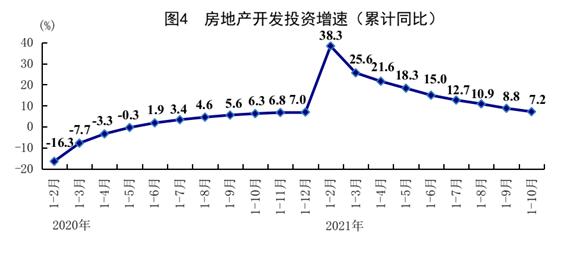 图4 房地产开发投资增速（累计同比）
(%)
40
30
20
10
0
-10
-20
-16.3
-7.7
-3.3
-0.3
1.9
3.4
4.6
5.6
6.3
6.8
7.0
38.3
25.6
21.6
18.3
15.0
12.7
10.9
8.8
7.2
1-2月
1-3月
1-4月
1-5月
1-6月
1-7月
1-8月
1-9月
1-10月
1-11月
1-12月
1-2月
1-3月
1-4月
1-5月
1-6月
1-7月
1-8月
1-9月
1-10月
2020年
2021年